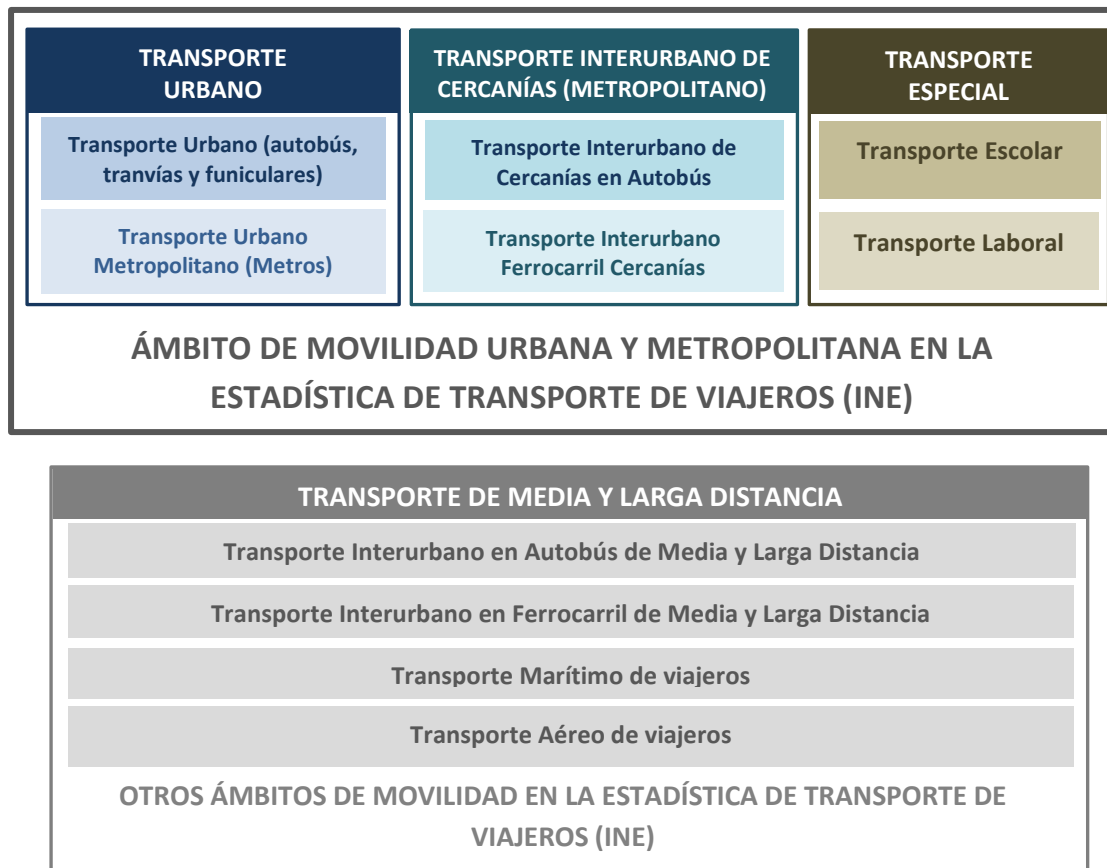 TRANSPORTE
URBANO
Transporte Urbano (autobús,
tranvías y funiculares)
Transporte Urbano
Metropolitano (Metros)
TRANSPORTE INTERURBANO DE
CERCANÍAS (METROPOLITANO)
Transporte Interurbano de
Cercanías en Autobús
Transporte Interurbano
Ferrocarril Cercanías
TRANSPORTE
ESPECIAL
Transporte Escolar
Transporte Laboral
ÁMBITO DE MOVILIDAD URBANA Y METROPOLITANA EN LA
ESTADÍSTICA DE TRANSPORTE DE VIAJEROS (INE)
TRANSPORTE DE MEDIA Y LARGA DISTANCIA
Transporte Interurbano en Autobús de Media y Larga Distancia
Transporte Interurbano en Ferrocarril de Media y Larga Distancia
Transporte Marítimo de viajeros
Transporte Aéreo de viajeros
OTROS ÁMBITOS DE MOVILIDAD EN LA ESTADÍSTICA DE TRANSPORTE DE
VIAJEROS (INE)